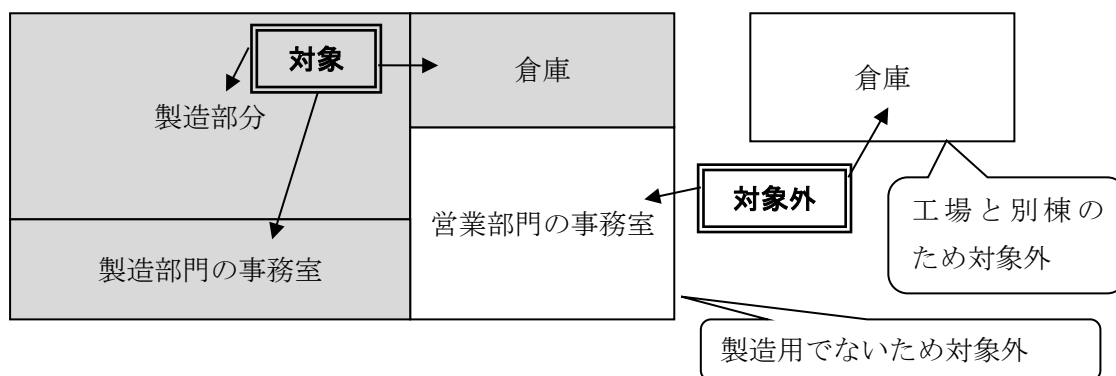 対象
倉庫
倉庫
製造部分
対象外
営業部門の事務室
工場と別棟の
ため対象外
製造部門の事務室
製造用でないため対象外